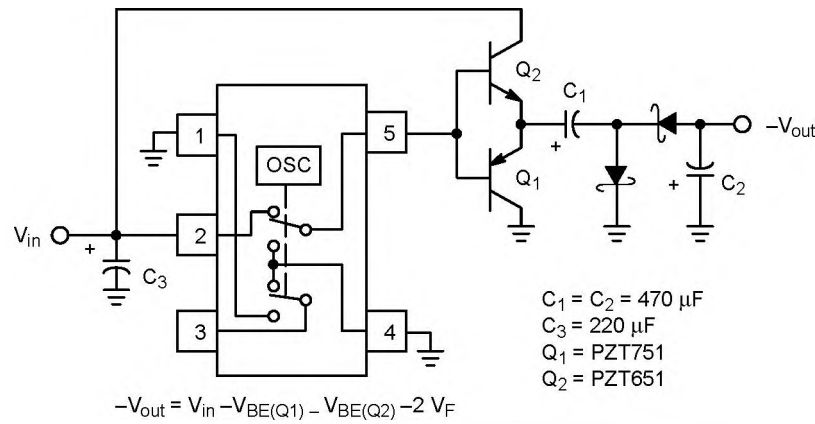 Q2
C1
1
5
OSC
+
–Vout
Q1
+
C2
Vin
2
+
C3
3
4
C1 = C2 = 470 µF
C3 = 220 µF
Q1 = PZT751
Q2 = PZT651
–Vout = Vin –VBE(Q1) – VBE(Q2) –2 VF